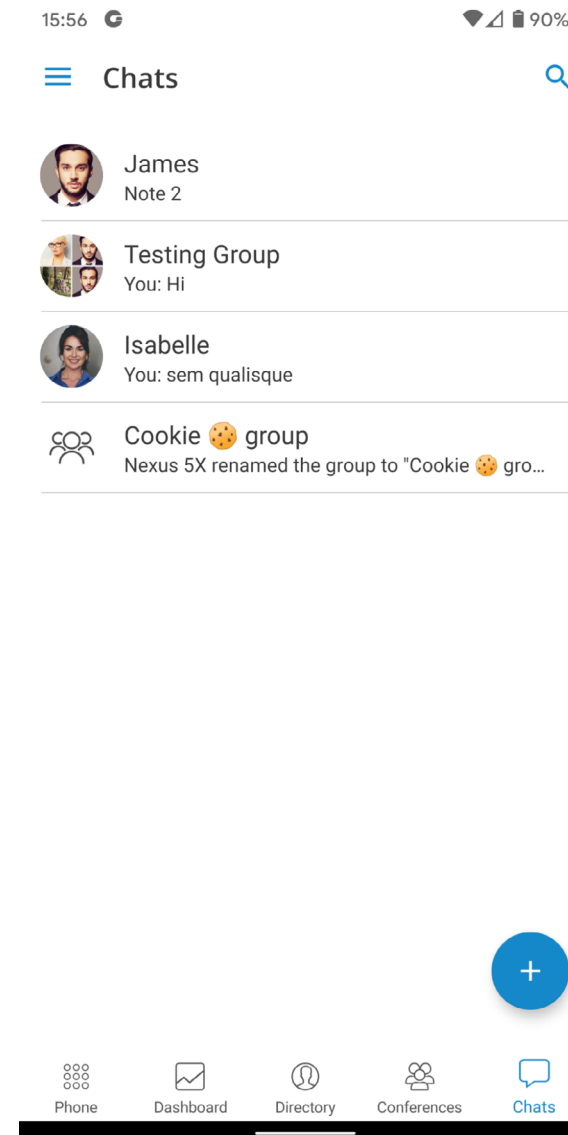 15:56 90%
Chats
James
Note 2
Testing Group
You: Hi
Isabelle
You: sem qualisque
Cookie 🍪 group
Nexus 5X renamed the group to "Cookie 🍪 gro...
Phone Dashboard Directory Conferences Chats